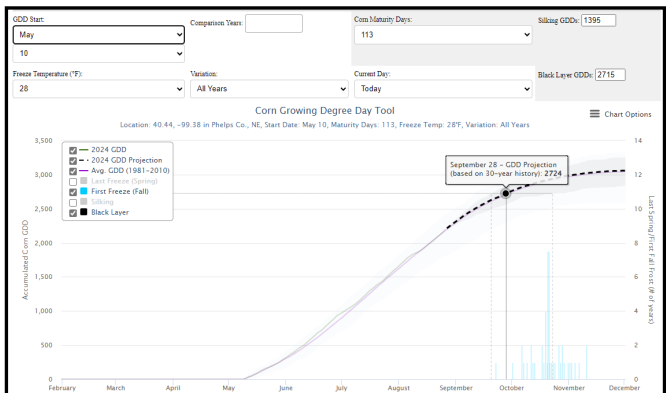 GDD Start:
May
10
Comparison Years:
Corn Maturity Days:
113
Silking GDDs: 1395
Freeze Temperature (°F):
28
Variation:
All Years
Current Day:
Today
Black Layer GDDs: 2715
Corn Growing Degree Day Tool
Chart Options
Location: 40.44, -99.38 in Phelps Co., NE, Start Date: May 10, Maturity Days: 113, Freeze Temp: 28°F, Variation: All Years
2024 GDD
2024 GDD Projection
Avg. GDD (1981-2010)
Last Freeze (Spring)
First Freeze (Fall)
Silking
Black Layer
September 28 - GDD Projection
(based on 30-year history): 2724
Accumulated Corn GDD
3,500
3,000
2,500
2,000
1,500
1,000
500
0
14
12
10
8
6
4
2
0
Last Spring/First Fall Frost (# of years)
February March April May June July August September October November December